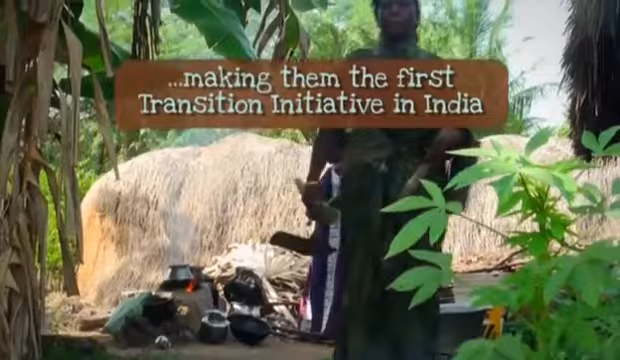 ...making them the first
Transition Initiative in India